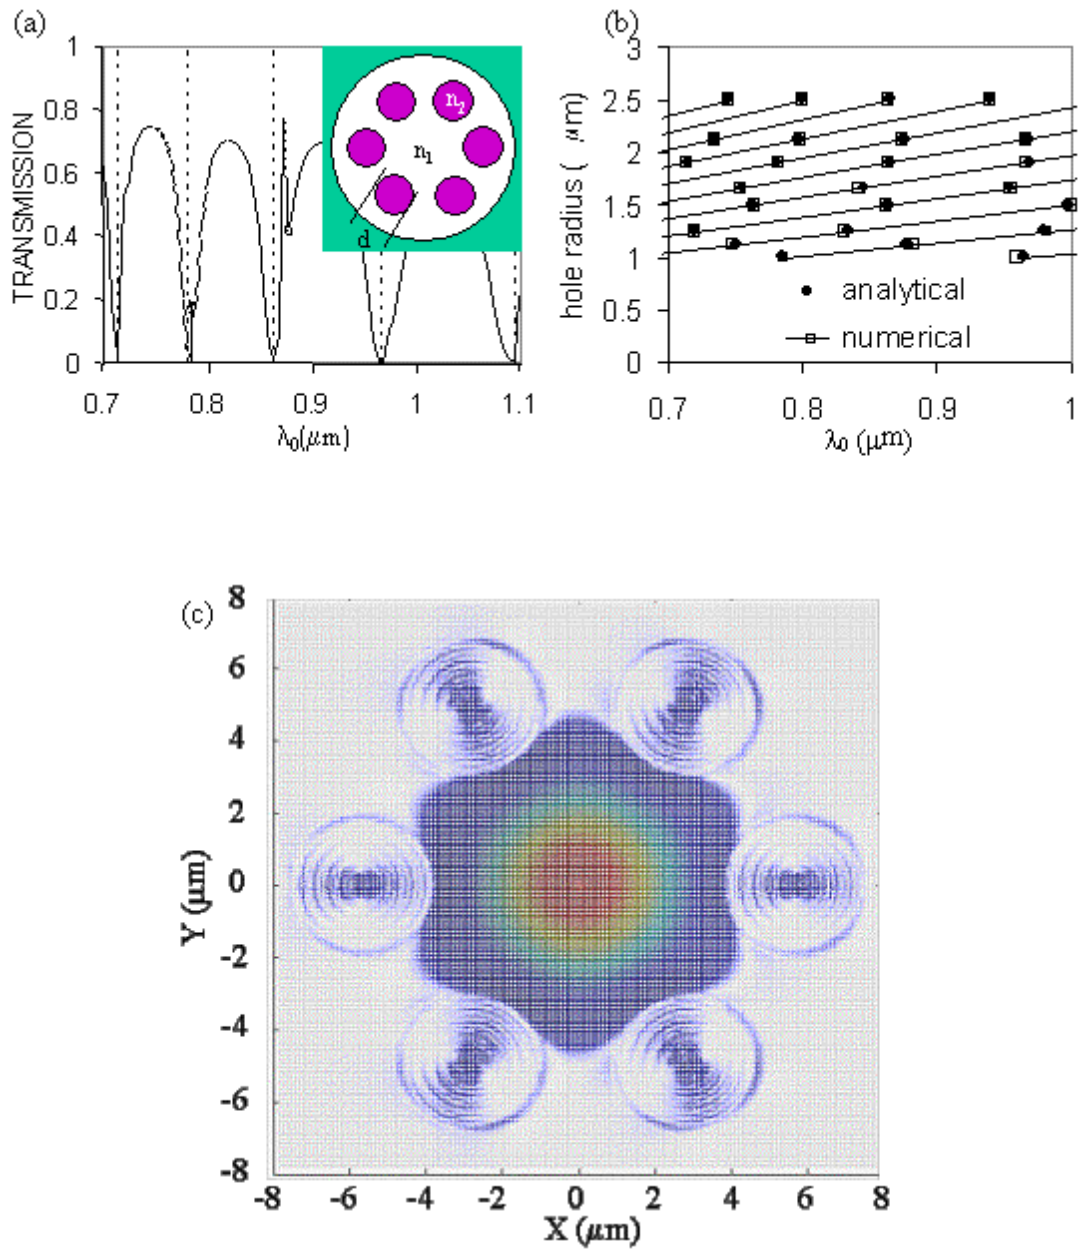 (a)
1
0.8
0.6
0.4
0.2
0
TRANSMISSION
n2
n1
d
0.7 0.8 0.9 1 1.1
λ0(μm)
(b)
3
2.5
2
1.5
1
0.5
0
hole radius ( μm)
analytical
numerical
0.7 0.8 0.9 1
λ0 (μm)
(c)
8
6
4
2
0
-2
-4
-6
-8
Y (μm)
-8 -6 -4 -2 0 2 4 6 8
X (μm)